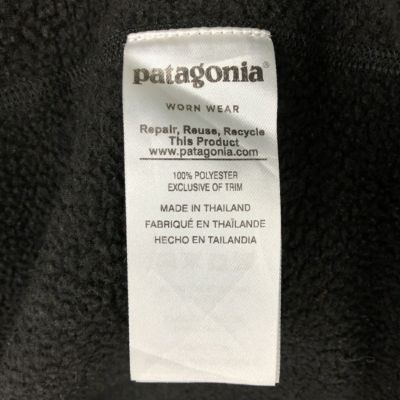 patagonia®
WORN WEAR
Repair, Reuse, Recycle
This Product
www.patagonia.com
100% POLYESTER
EXCLUSIVE OF TRIM
MADE IN THAILAND
FABRIQUÉ EN THAÏLANDE
HECHO EN TAILANDIA